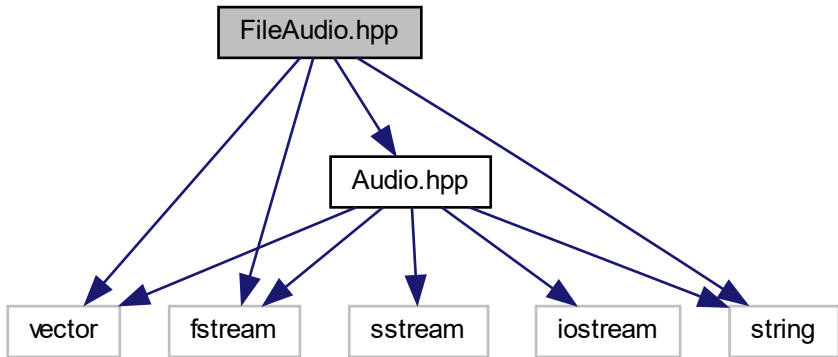 FileAudio.hpp
Audio.hpp
vector
fstream
sstream
iostream
string